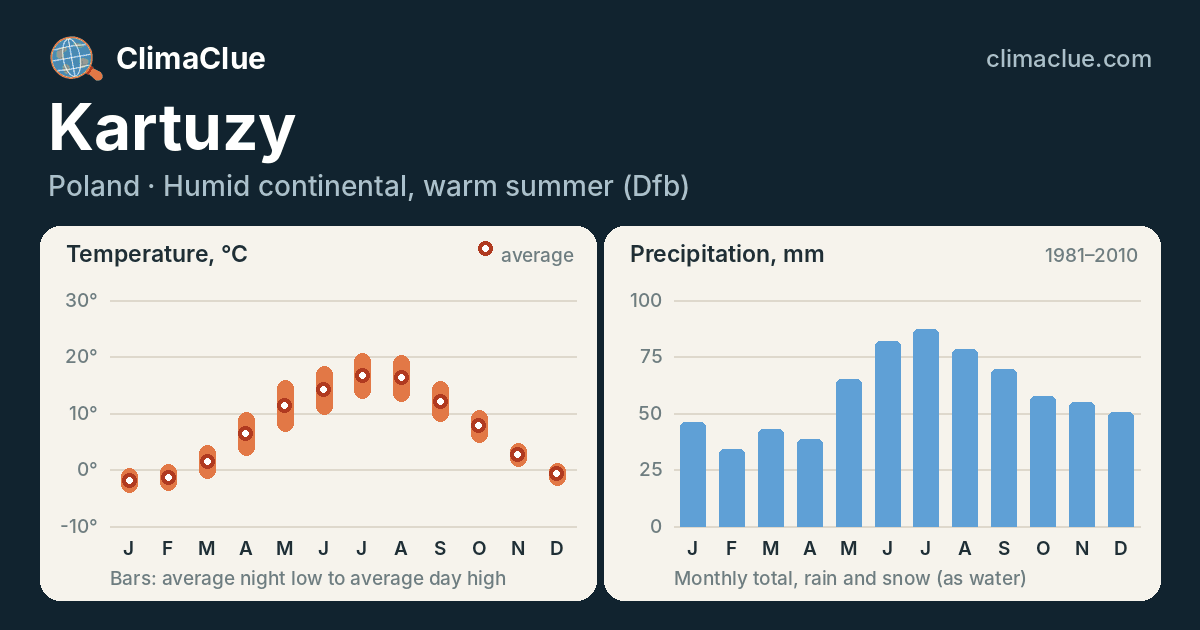 ClimaClue
climaclue.com
Kartuzy
Poland · Humid continental, warm summer (Dfb)
Temperature, °C
average
30°
20°
10°
0°
-10°
J F M A M J J A S O N D
Bars: average night low to average day high
Precipitation, mm
1981–2010
100
75
50
25
0
J F M A M J J A S O N D
Monthly total, rain and snow (as water)